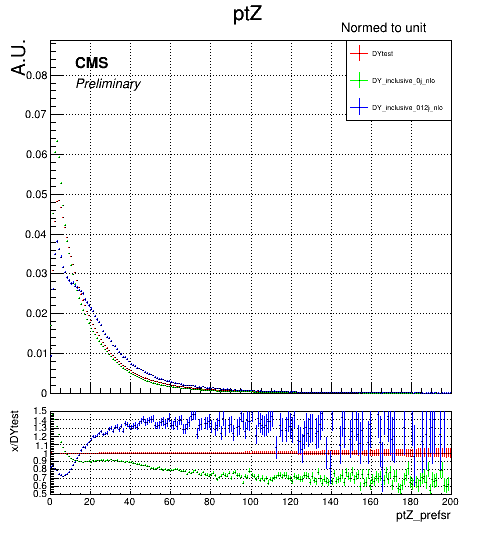 ptZ
Normed to unit
A.U.
CMS
Preliminary
DYtest
DY_inclusive_0j_nlo
DY_inclusive_012j_nlo
0.08
0.07
0.06
0.05
0.04
0.03
0.02
0.01
0
x/DYtest
1.5
1.4
1.3
1.2
1.1
1
0.9
0.8
0.7
0.6
0.5
0 20 40 60 80 100 120 140 160 180 200
ptZ_prefsr